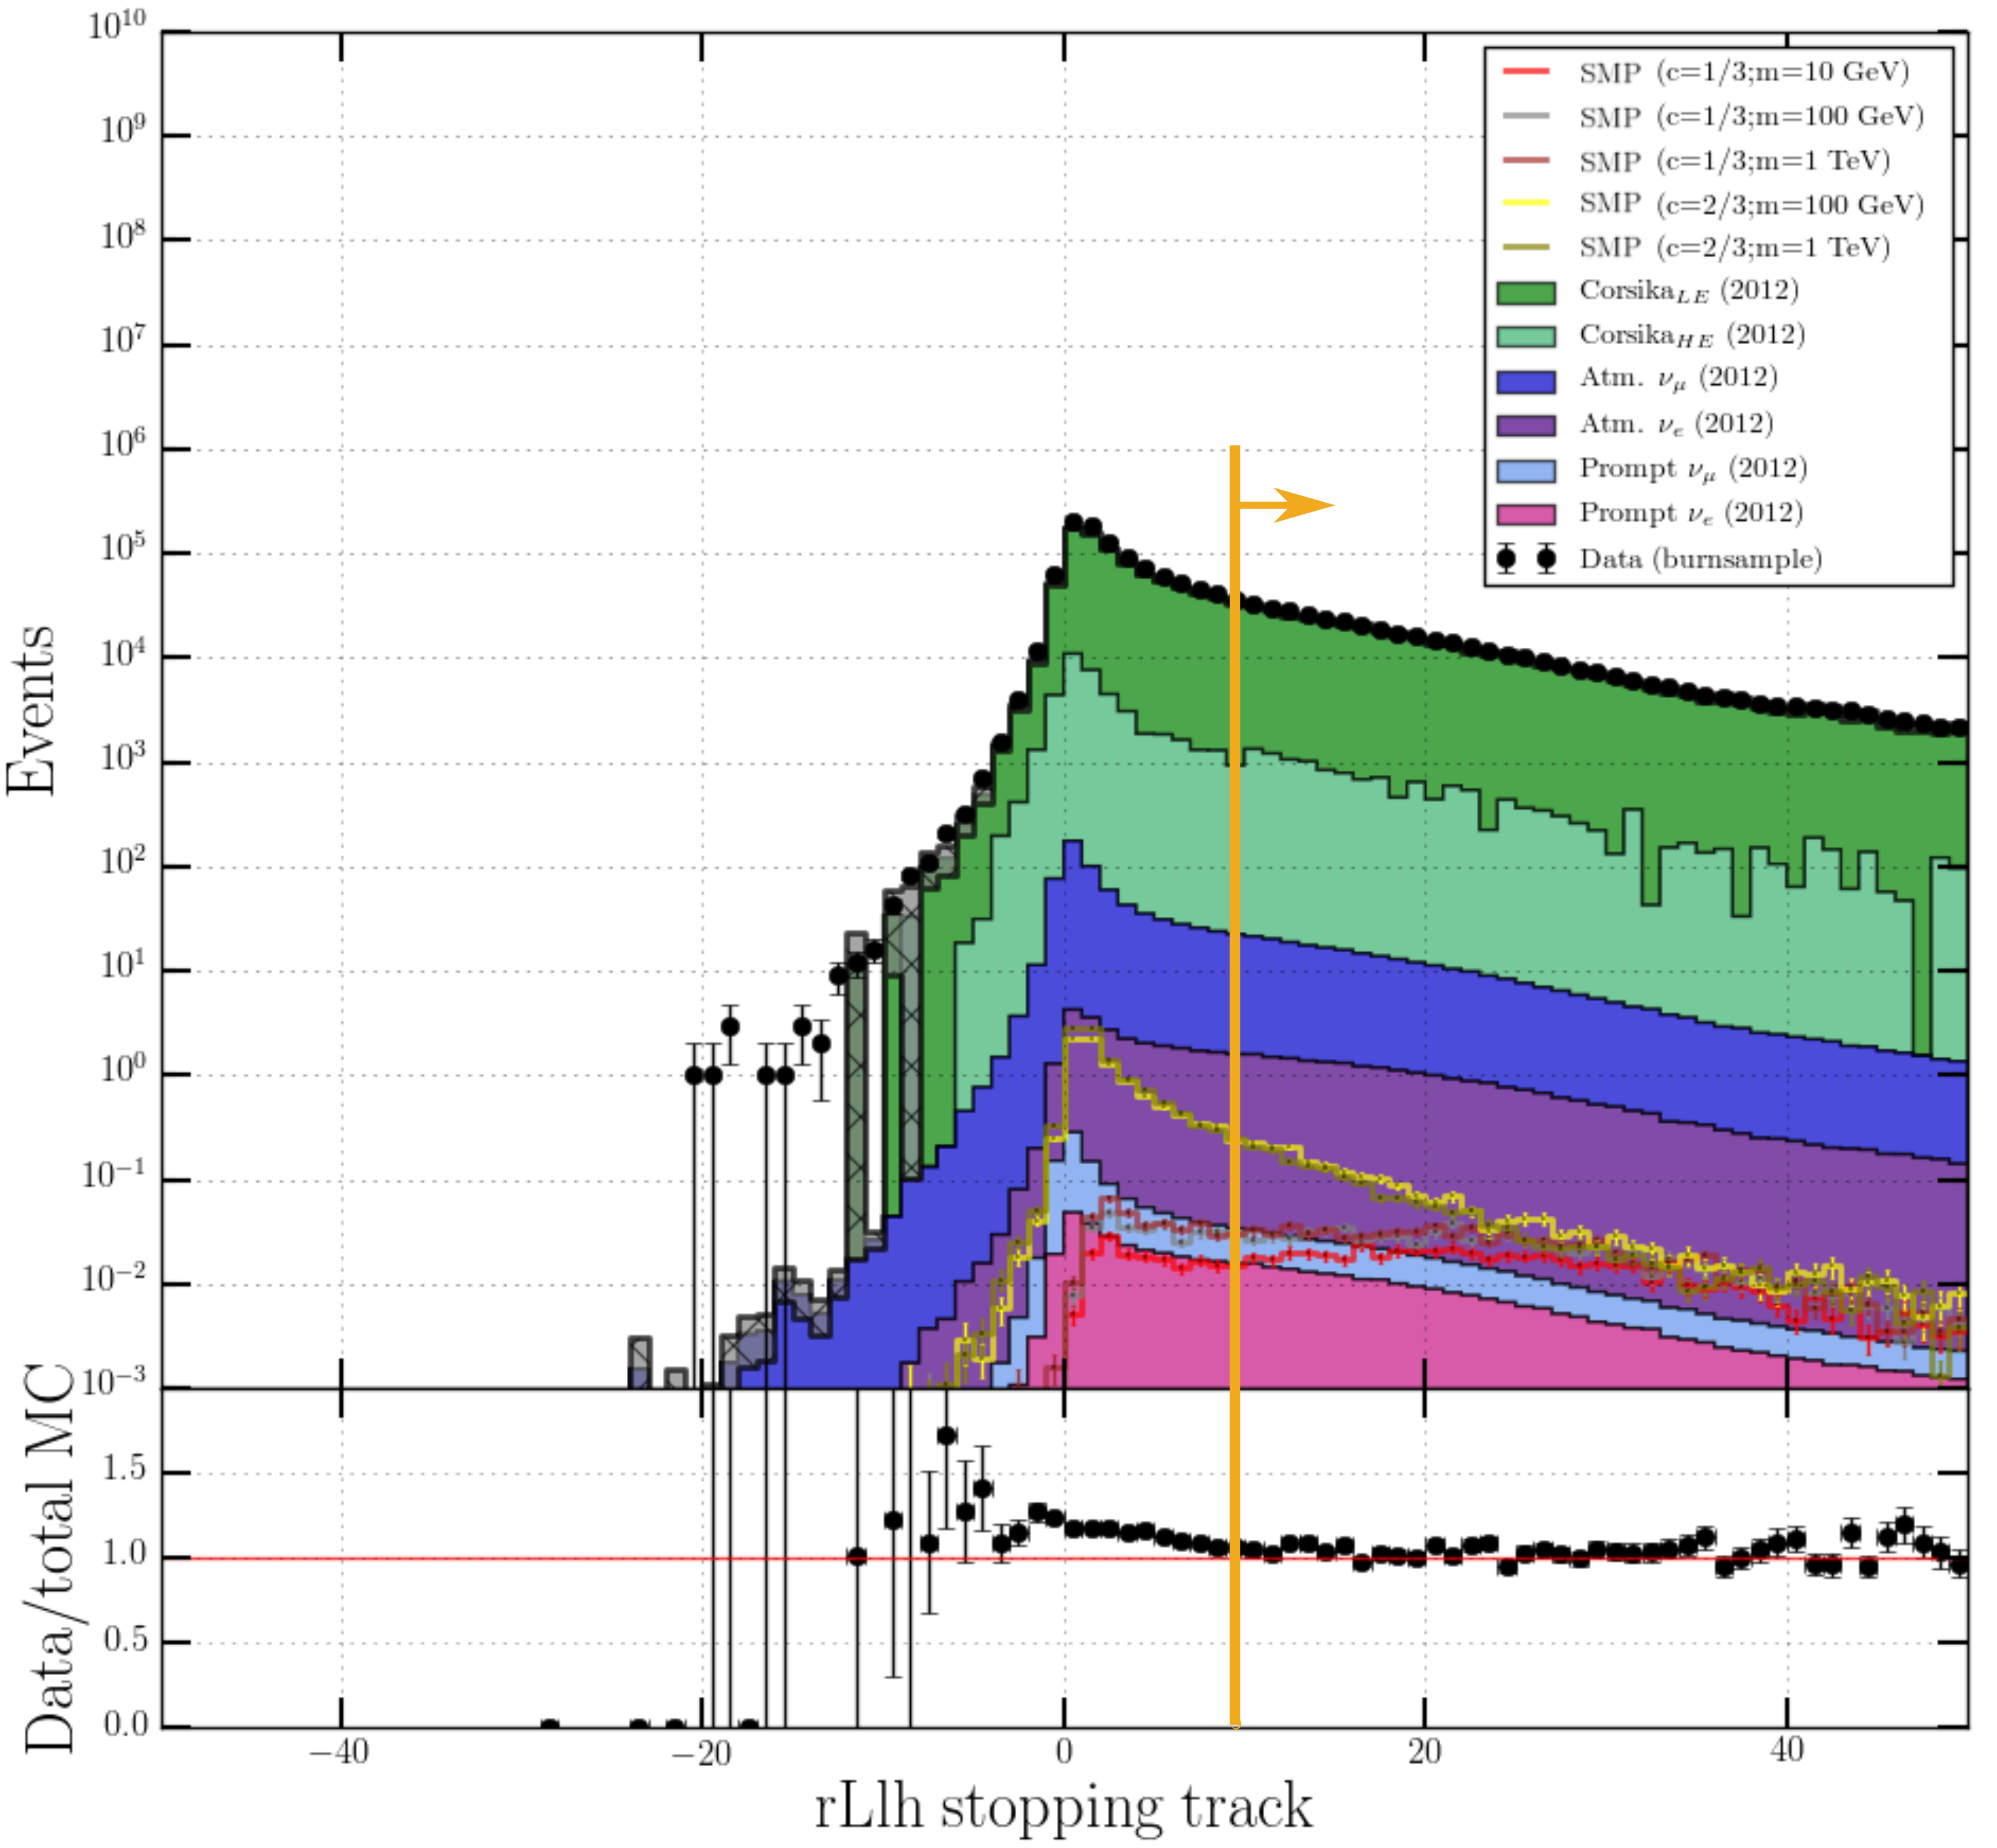 10^10
10^9
10^8
10^7
10^6
10^5
10^4
10^3
10^2
10^1
10^0
10^−1
10^−2
10^−3
Events
SMP (c=1/3;m=10 GeV)
SMP (c=1/3;m=100 GeV)
SMP (c=1/3;m=1 TeV)
SMP (c=2/3;m=100 GeV)
SMP (c=2/3;m=1 TeV)
Corsika_LE (2012)
Corsika_HE (2012)
Atm. ν_μ (2012)
Atm. ν_e (2012)
Prompt ν_μ (2012)
Prompt ν_e (2012)
Data (burnsample)
Data/total MC
1.5
1.0
0.5
0.0
−40 −20 0 20 40
rLlh stopping track